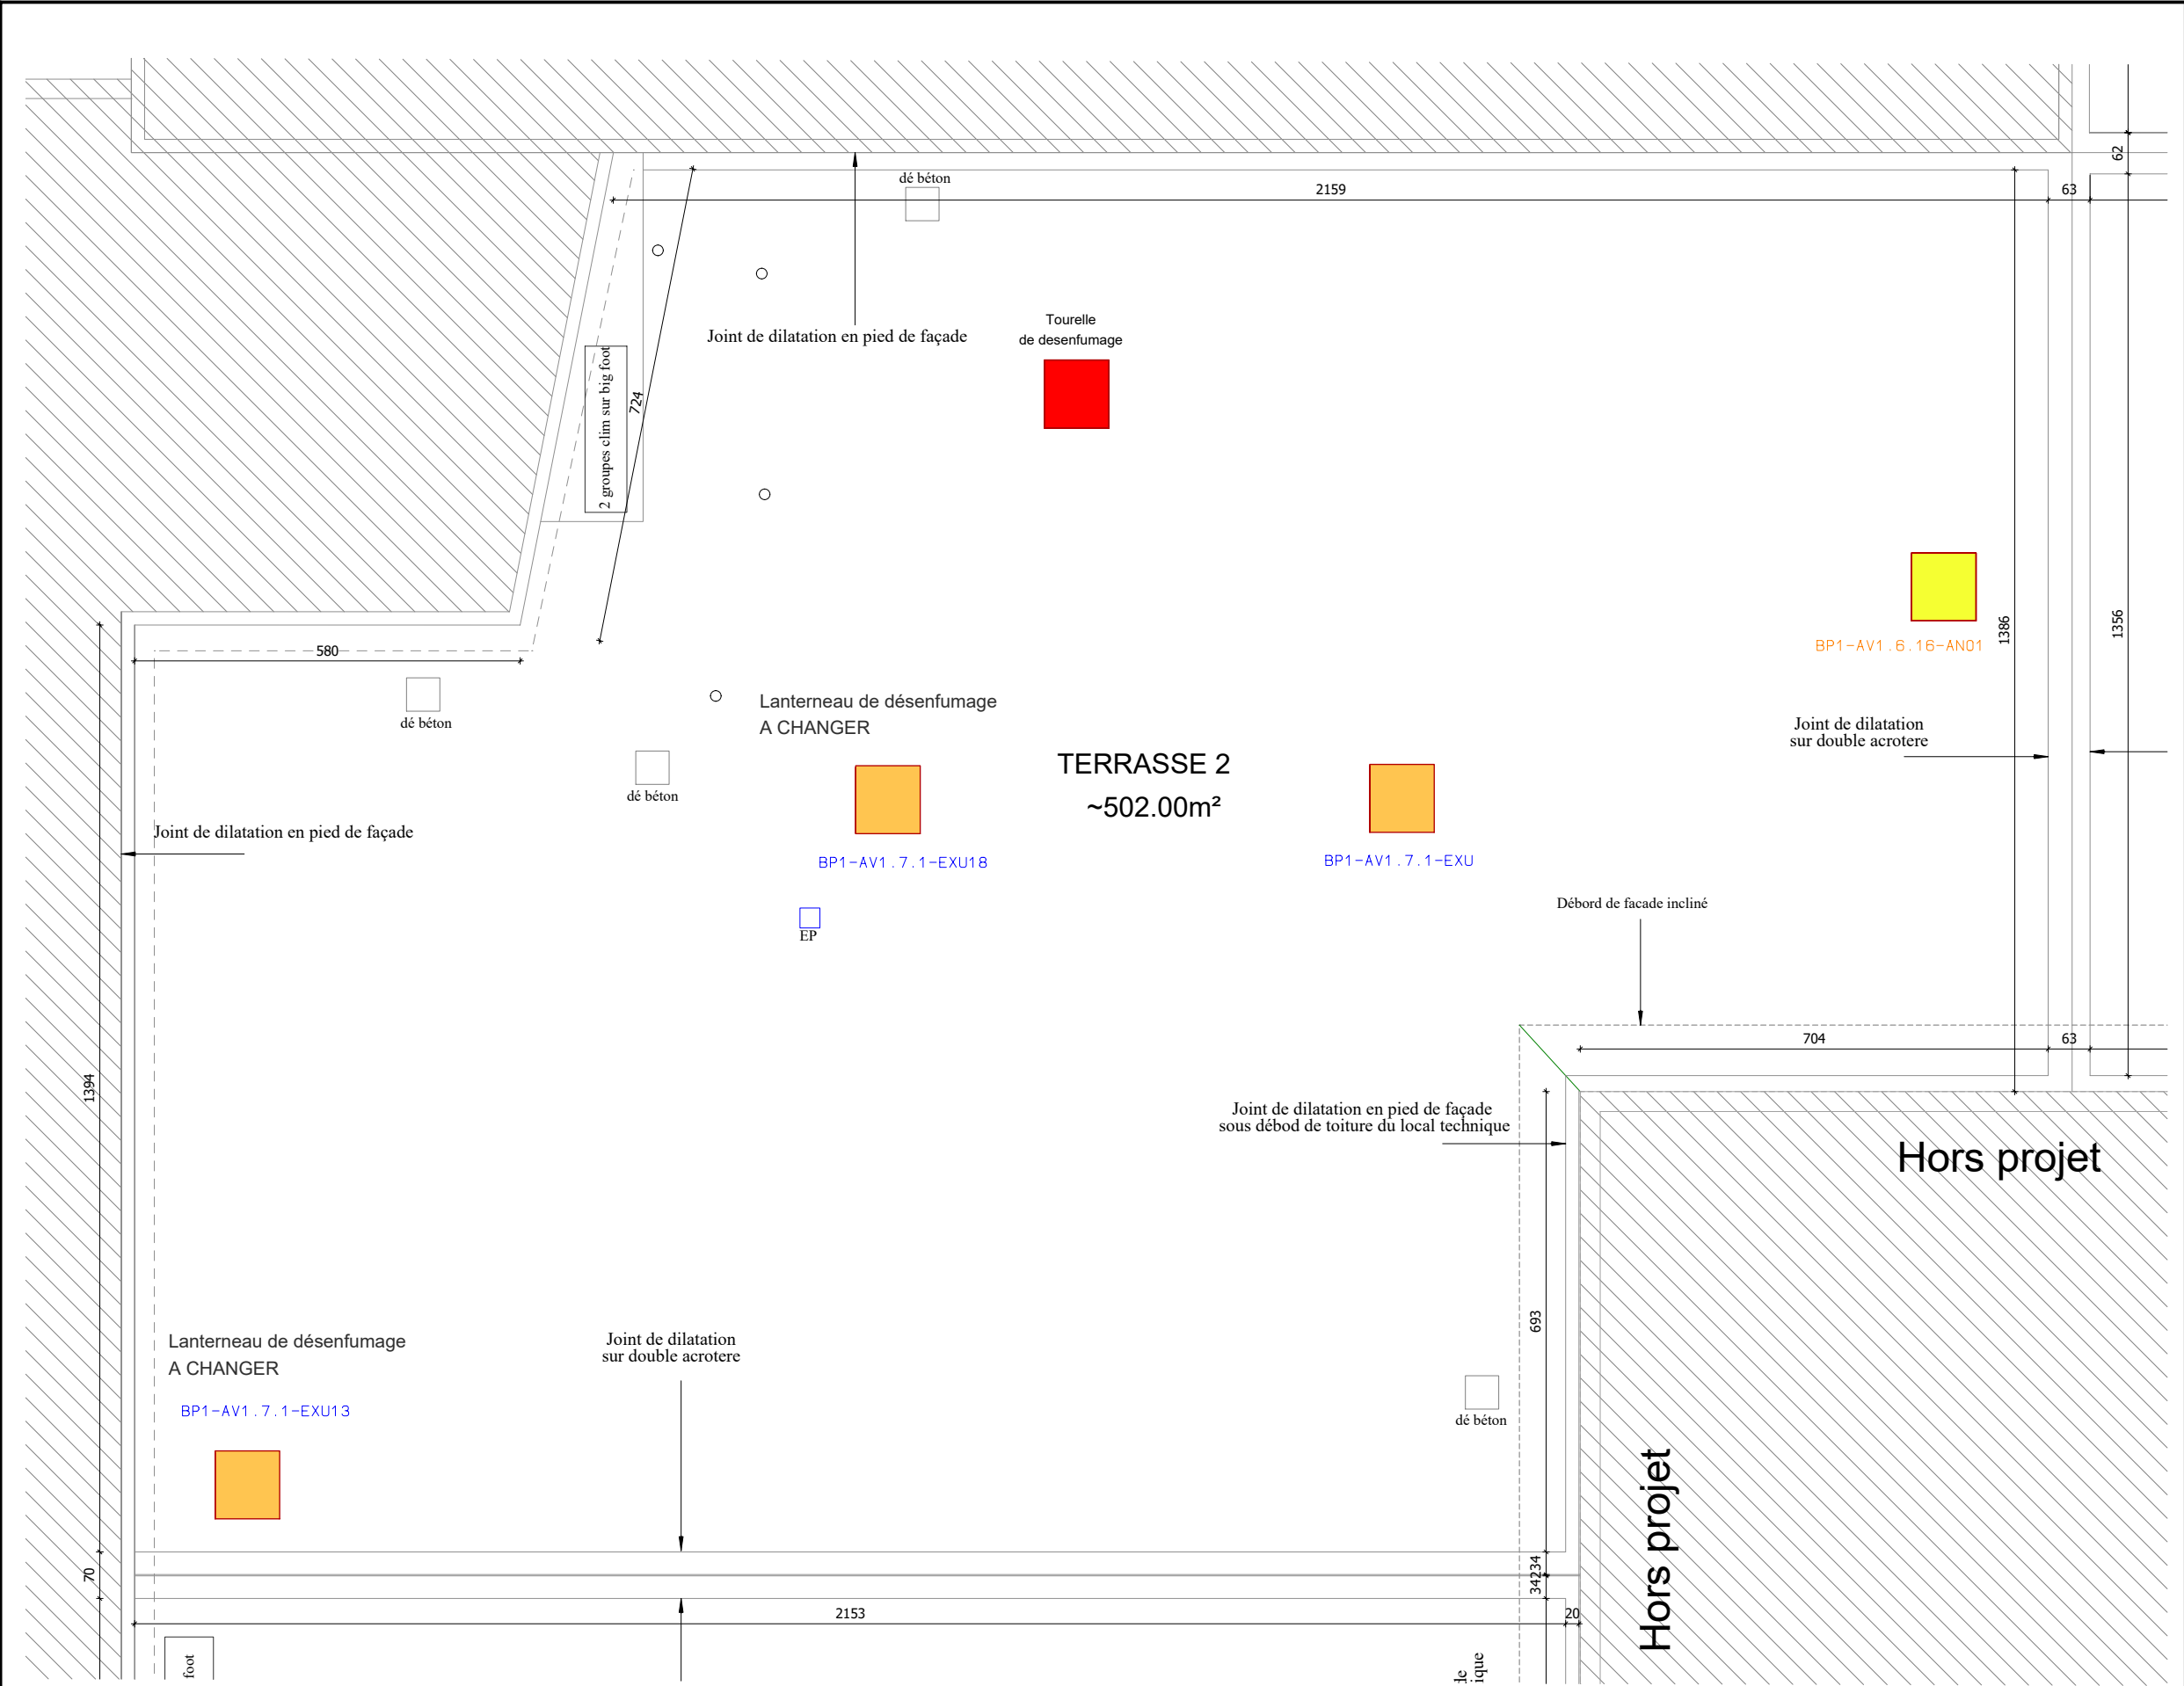 62
dé béton
2159
63
Tourelle
de desenfumage
Joint de dilatation en pied de façade
2 groupes clim sur big foot
724
1386
1356
BP1-AV1.6.16-AN01
580
dé béton
Lanterneau de désenfumage
A CHANGER
Joint de dilatation
sur double acrotere
dé béton
TERRASSE 2
~502.00m²
Joint de dilatation en pied de façade
BP1-AV1.7.1-EXU18
BP1-AV1.7.1-EXU
EP
Débord de facade incliné
704
63
1394
Joint de dilatation en pied de façade
sous débod de toiture du local technique
Hors projet
693
Lanterneau de désenfumage
A CHANGER
Joint de dilatation
sur double acrotere
BP1-AV1.7.1-EXU13
dé béton
Hors projet
70
34234
2153
20
foot
de
ique